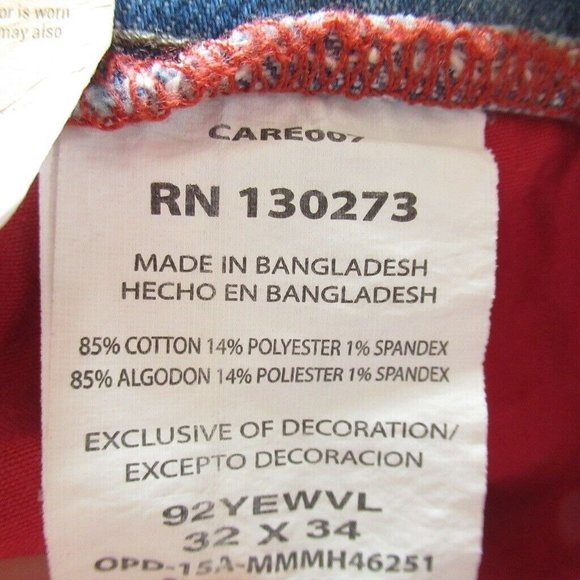 or is worn
may also
CARE007
RN 130273
MADE IN BANGLADESH
HECHO EN BANGLADESH
85% COTTON 14% POLYESTER 1% SPANDEX
85% ALGODON 14% POLIESTER 1% SPANDEX
EXCLUSIVE OF DECORATION/
EXCEPTO DECORACION
92YEWVL
32 X 34
OPD-15A-MMMH46251